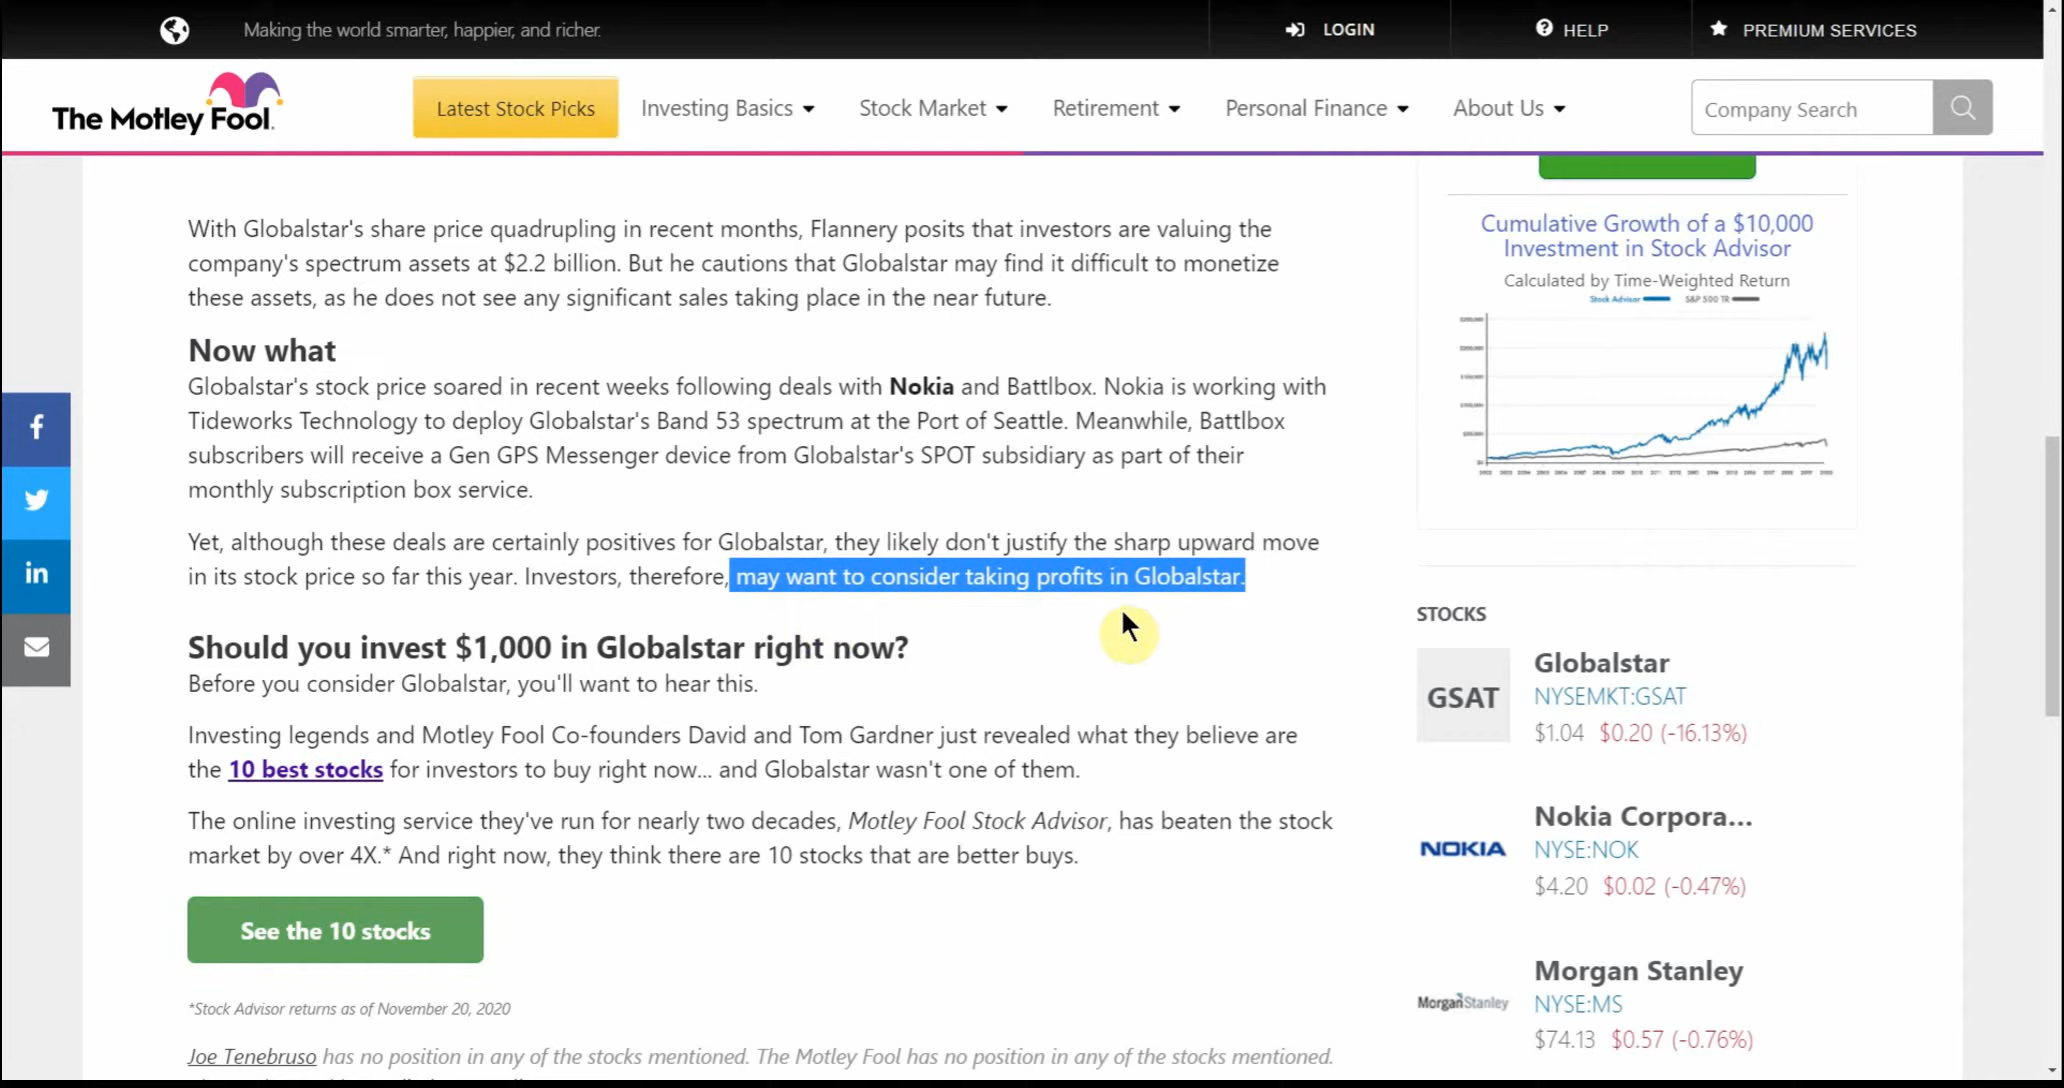 Making the world smarter, happier, and richer.
LOGIN
HELP
PREMIUM SERVICES
The Motley Fool.
Latest Stock Picks
Investing Basics
Stock Market
Retirement
Personal Finance
About Us
Company Search
With Globalstar's share price quadrupling in recent months, Flannery posits that investors are valuing the
company's spectrum assets at $2.2 billion. But he cautions that Globalstar may find it difficult to monetize
these assets, as he does not see any significant sales taking place in the near future.
Now what
Globalstar's stock price soared in recent weeks following deals with Nokia and Battlbox. Nokia is working with
Tideworks Technology to deploy Globalstar's Band 53 spectrum at the Port of Seattle. Meanwhile, Battlbox
subscribers will receive a Gen GPS Messenger device from Globalstar's SPOT subsidiary as part of their
monthly subscription box service.
Yet, although these deals are certainly positives for Globalstar, they likely don't justify the sharp upward move
in its stock price so far this year. Investors, therefore, may want to consider taking profits in Globalstar.
Should you invest $1,000 in Globalstar right now?
Before you consider Globalstar, you'll want to hear this.
Investing legends and Motley Fool Co-founders David and Tom Gardner just revealed what they believe are
the 10 best stocks for investors to buy right now... and Globalstar wasn't one of them.
The online investing service they've run for nearly two decades, Motley Fool Stock Advisor, has beaten the stock
market by over 4X.* And right now, they think there are 10 stocks that are better buys.
See the 10 stocks
*Stock Advisor returns as of November 20, 2020
Joe Tenebruso has no position in any of the stocks mentioned. The Motley Fool has no position in any of the stocks mentioned.
Cumulative Growth of a $10,000
Investment in Stock Advisor
Calculated by Time-Weighted Return
Stock Advisor S&P 500 TR
STOCKS
GSAT
Globalstar
NYSEMKT:GSAT
$1.04 $0.20 (-16.13%)
NOKIA
Nokia Corpora...
NYSE:NOK
$4.20 $0.02 (-0.47%)
Morgan Stanley
Morgan Stanley
NYSE:MS
$74.13 $0.57 (-0.76%)